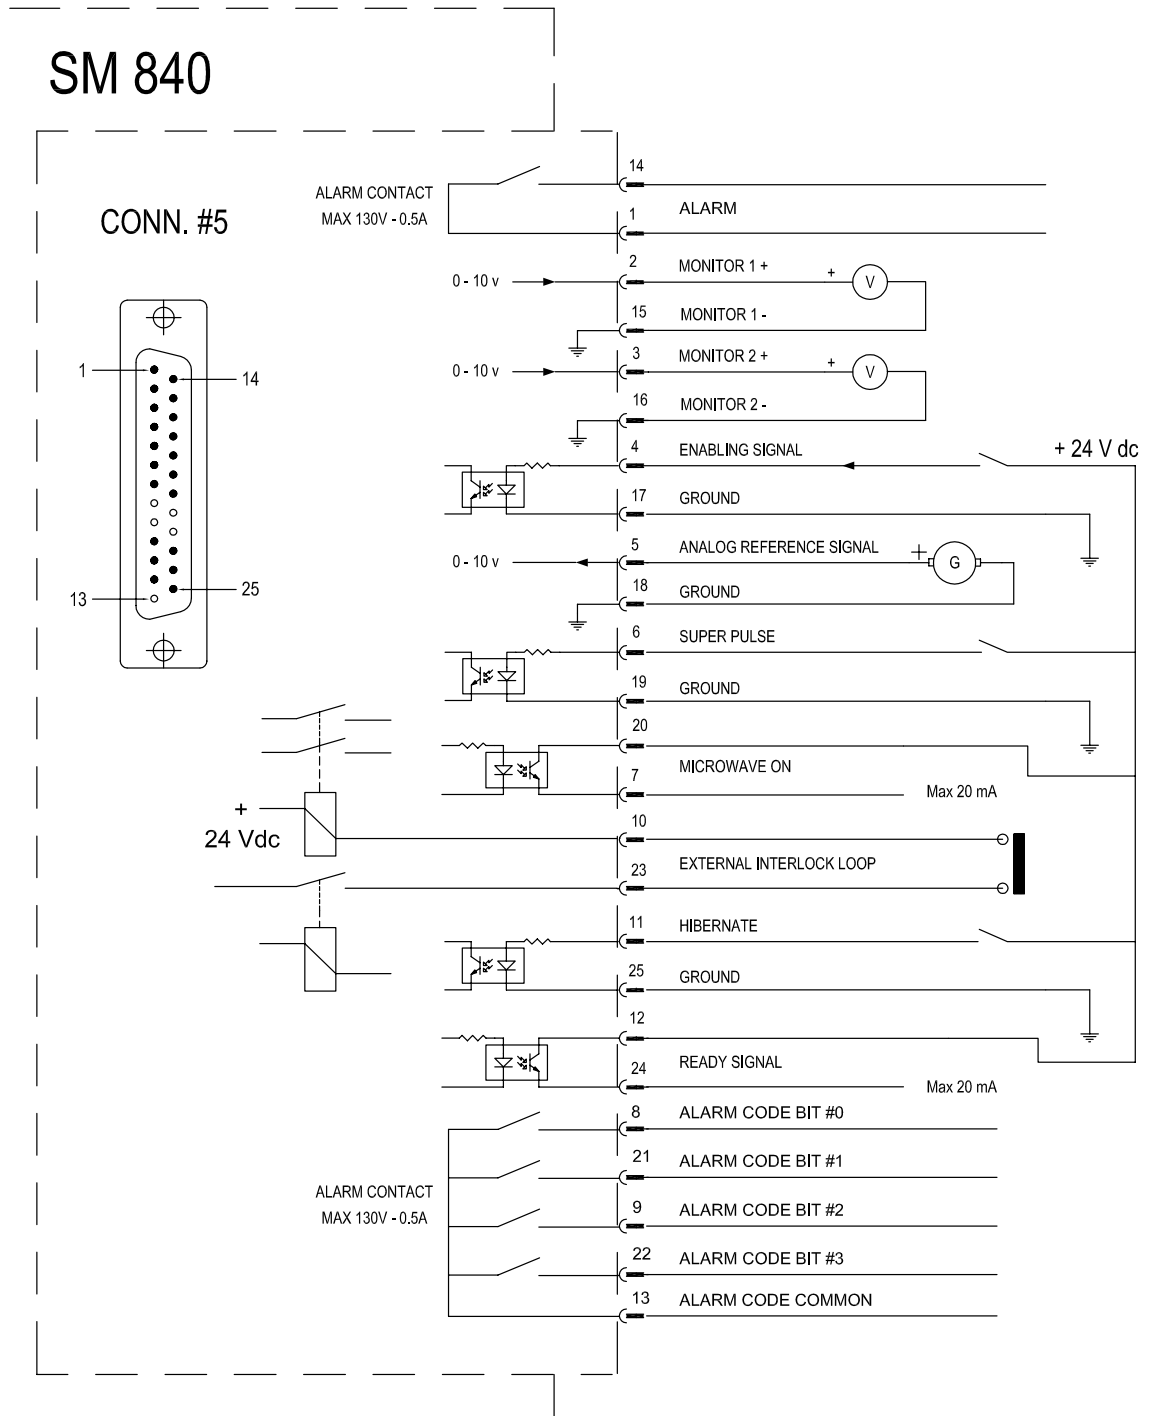 SM 840
CONN. #5
1
14
13
25
ALARM CONTACT
MAX 130V - 0.5A
14
ALARM
1
2
MONITOR 1 +
0 - 10 v
+
V
15
MONITOR 1 -
3
MONITOR 2 +
0 - 10 v
+
V
16
MONITOR 2 -
4
ENABLING SIGNAL
+ 24 V dc
17
GROUND
5
ANALOG REFERENCE SIGNAL
0 - 10 v
+
G
18
GROUND
6
SUPER PULSE
19
GROUND
20
MICROWAVE ON
7
Max 20 mA
+
24 Vdc
10
EXTERNAL INTERLOCK LOOP
23
11
HIBERNATE
25
GROUND
12
READY SIGNAL
24
Max 20 mA
8
ALARM CODE BIT #0
21
ALARM CODE BIT #1
ALARM CONTACT
MAX 130V - 0.5A
9
ALARM CODE BIT #2
22
ALARM CODE BIT #3
13
ALARM CODE COMMON